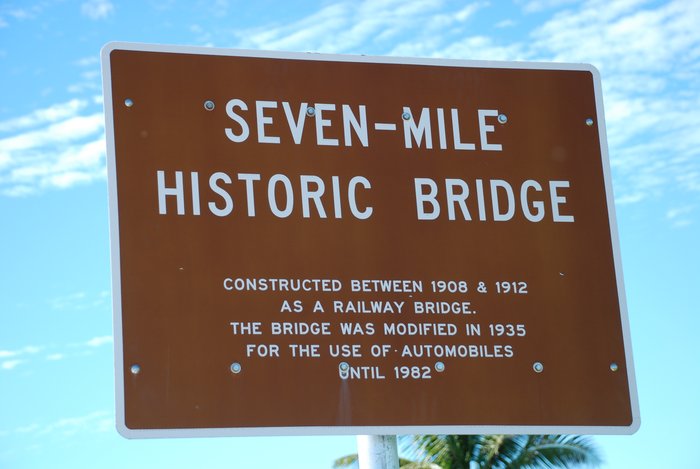 SEVEN-MILE
HISTORIC BRIDGE
CONSTRUCTED BETWEEN 1908 & 1912
AS A RAILWAY BRIDGE.
THE BRIDGE WAS MODIFIED IN 1935
FOR THE USE OF AUTOMOBILES
UNTIL 1982